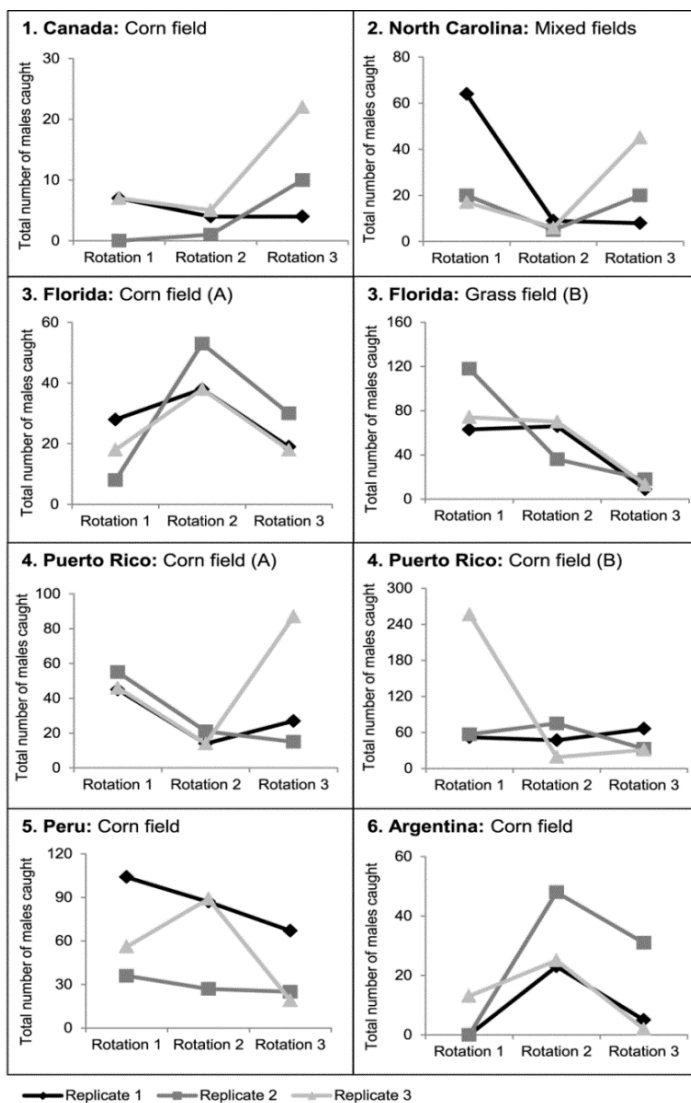 1. Canada: Corn field
Total number of males caught
30
20
10
0
Rotation 1 Rotation 2 Rotation 3
2. North Carolina: Mixed fields
Total number of males caught
80
60
40
20
0
Rotation 1 Rotation 2 Rotation 3
3. Florida: Corn field (A)
Total number of males caught
60
40
20
0
Rotation 1 Rotation 2 Rotation 3
3. Florida: Grass field (B)
Total number of males caught
160
120
80
40
0
Rotation 1 Rotation 2 Rotation 3
4. Puerto Rico: Corn field (A)
Total number of males caught
100
80
60
40
20
0
Rotation 1 Rotation 2 Rotation 3
4. Puerto Rico: Corn field (B)
Total number of males caught
300
240
180
120
60
0
Rotation 1 Rotation 2 Rotation 3
5. Peru: Corn field
Total number of males caught
120
90
60
30
0
Rotation 1 Rotation 2 Rotation 3
6. Argentina: Corn field
Total number of males caught
60
40
20
0
Rotation 1 Rotation 2 Rotation 3
Replicate 1 Replicate 2 Replicate 3